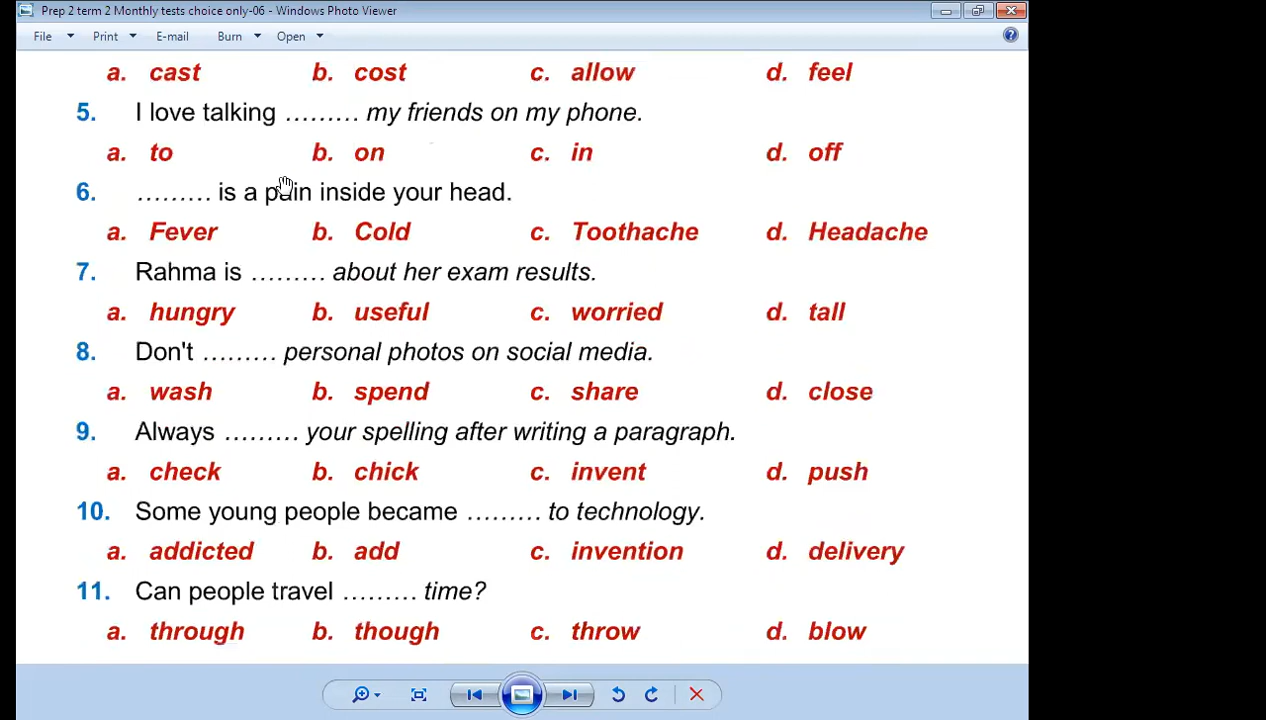 Prep 2 term 2 Monthly tests choice only-06 - Windows Photo Viewer
File Print E-mail Burn Open
a. cast b. cost c. allow d. feel
5. I love talking ......... my friends on my phone.
a. to b. on c. in d. off
6. ......... is a pain inside your head.
a. Fever b. Cold c. Toothache d. Headache
7. Rahma is ......... about her exam results.
a. hungry b. useful c. worried d. tall
8. Don't ......... personal photos on social media.
a. wash b. spend c. share d. close
9. Always ......... your spelling after writing a paragraph.
a. check b. chick c. invent d. push
10. Some young people became ......... to technology.
a. addicted b. add c. invention d. delivery
11. Can people travel ......... time?
a. through b. though c. throw d. blow